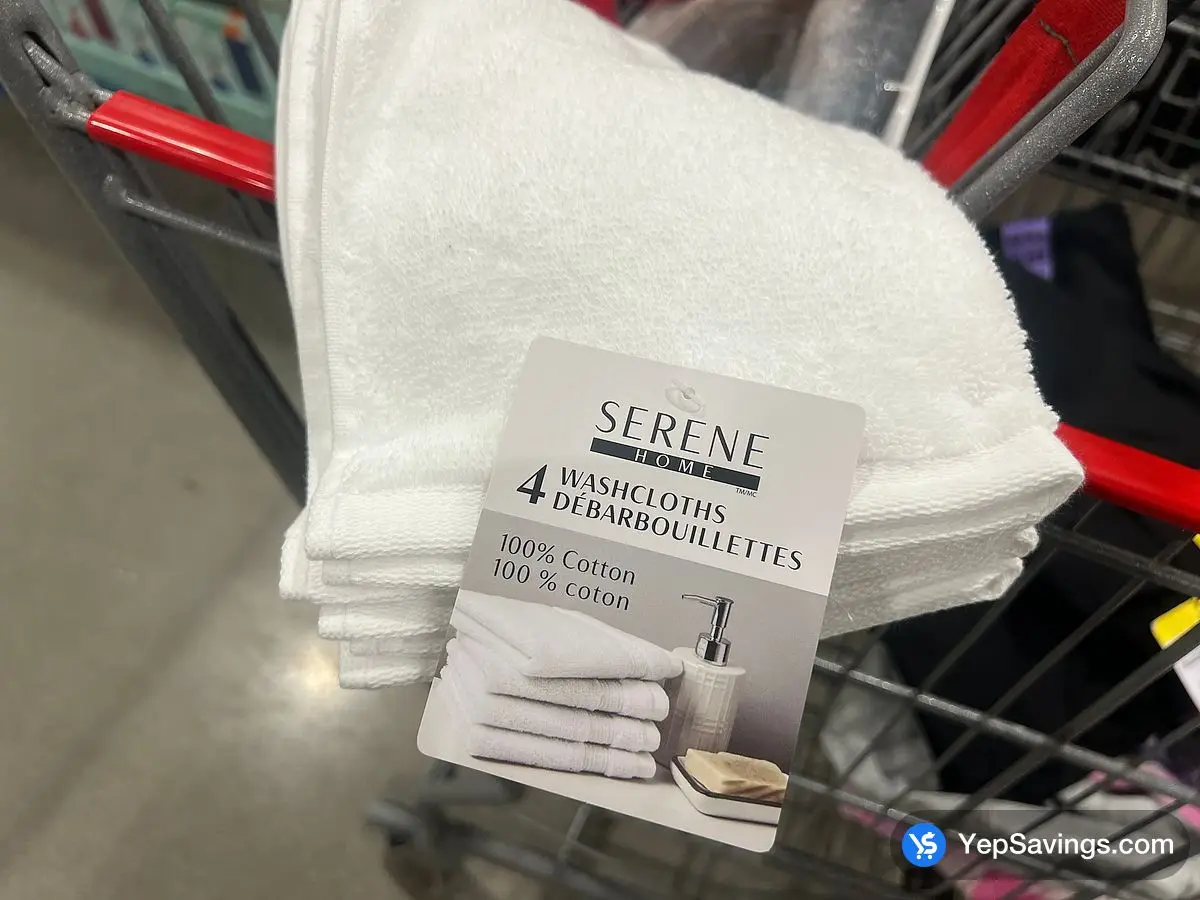 SERENE
HOME
TM/MC
4 WASHCLOTHS
DÉBARBOUILLETTES
100% Cotton
100 % coton
YepSavings.com